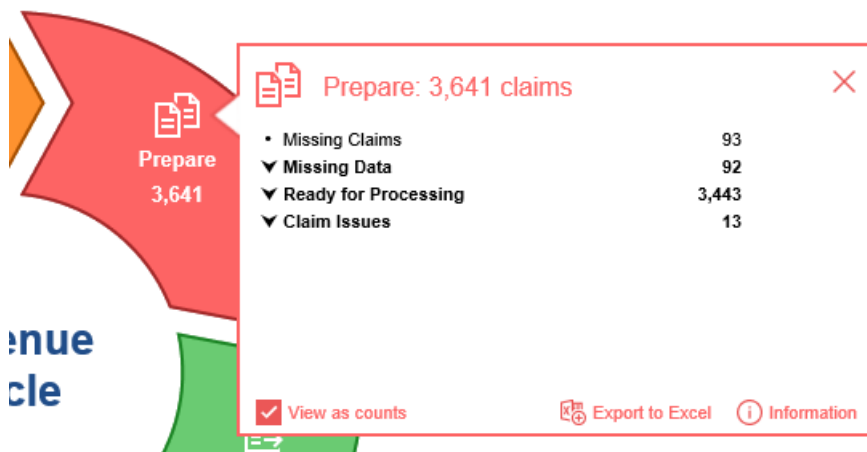 Prepare
3,641
enue
cle
Prepare: 3,641 claims
• Missing Claims 93
Missing Data 92
Ready for Processing 3,443
Claim Issues 13
View as counts Export to Excel Information